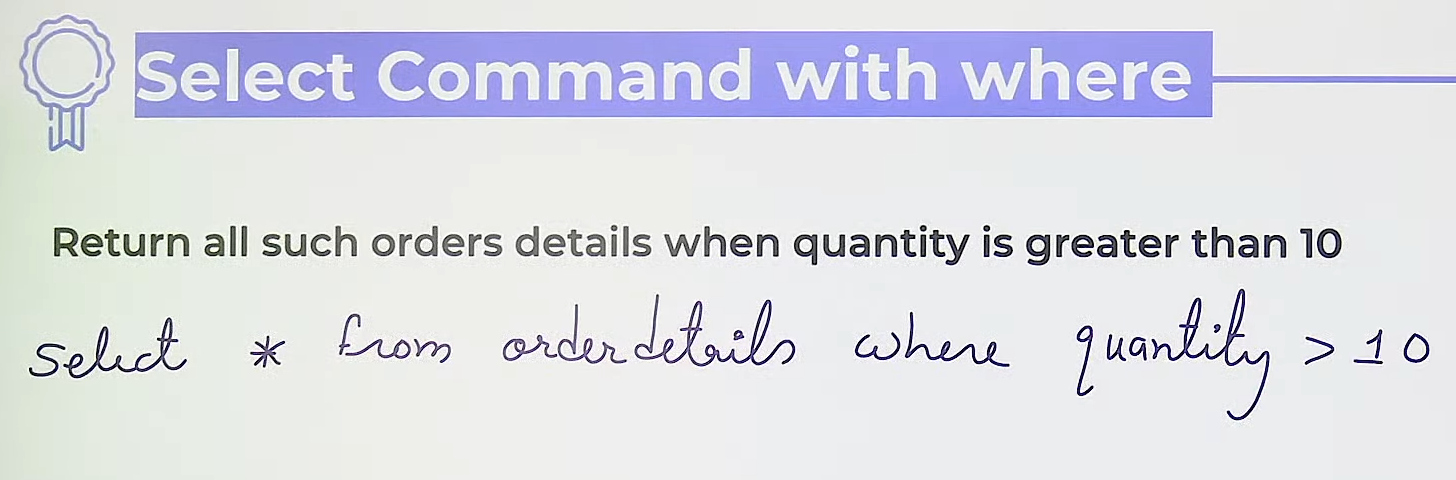 Select Command with where
Return all such orders details when quantity is greater than 10
Select * from orderdetails where quantity > 10